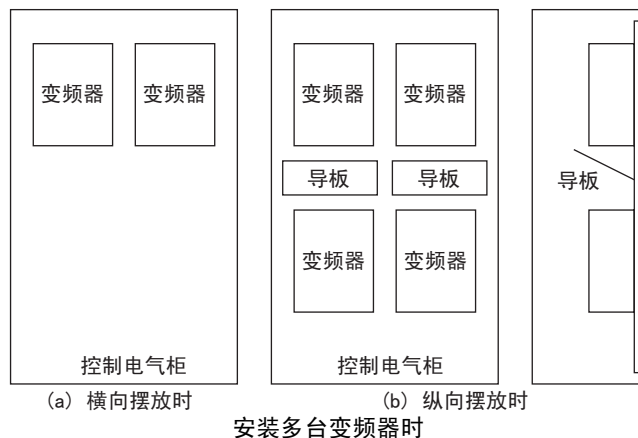 变频器 变频器
控制电气柜
(a) 横向摆放时
变频器 变频器
导板 导板
变频器 变频器
控制电气柜
导板
(b) 纵向摆放时
安装多台变频器时